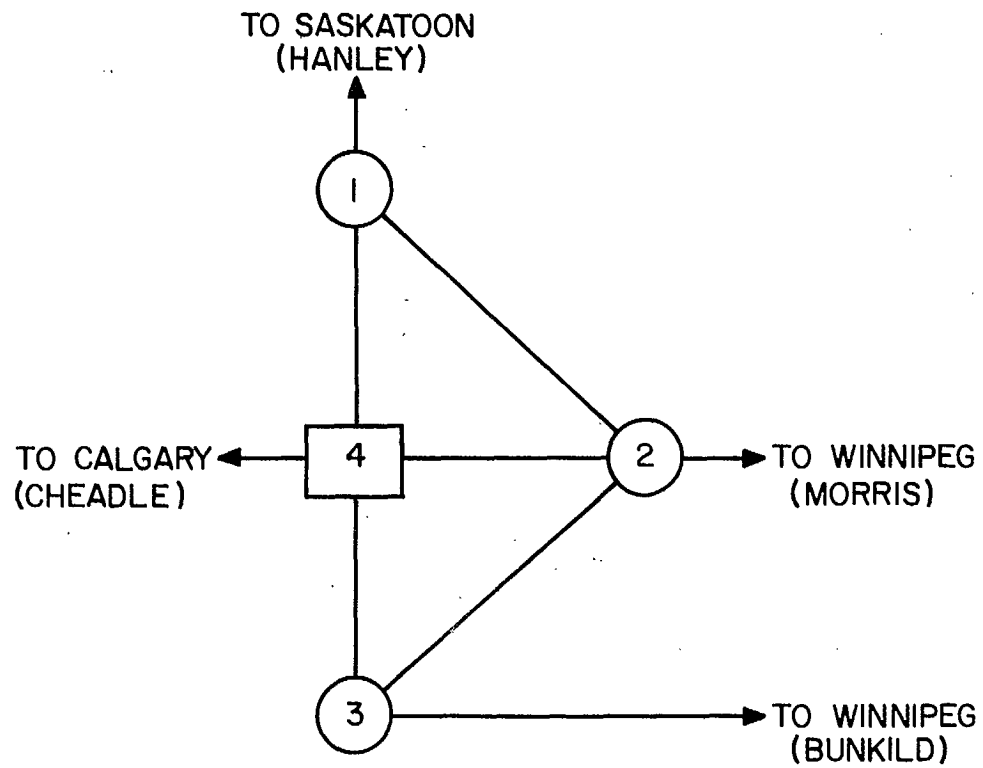 TO SASKATOON
(HANLEY)
1
TO CALGARY
(CHEADLE)
4
2
TO WINNIPEG
(MORRIS)
3
TO WINNIPEG
(BUNKILD)